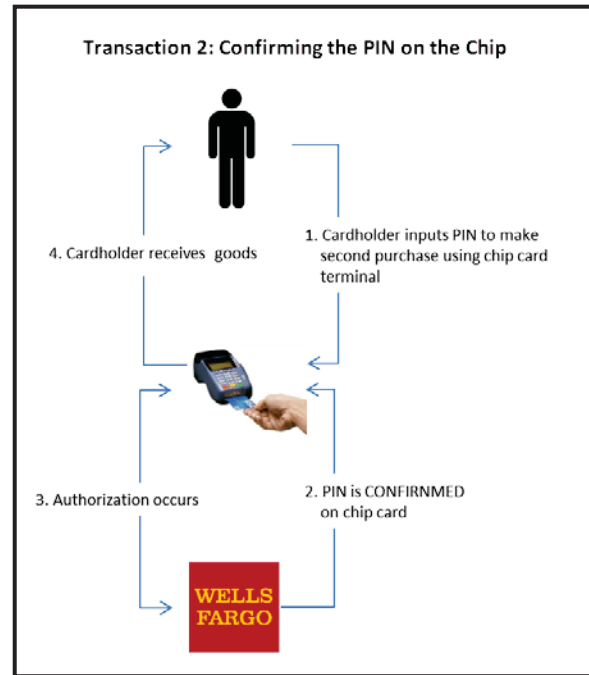 Transaction 2: Confirming the PIN on the Chip
1. Cardholder inputs PIN to make
second purchase using chip card
terminal
4. Cardholder receives goods
2. PIN is CONFIRNMED
on chip card
3. Authorization occurs
WELLS
FARGO